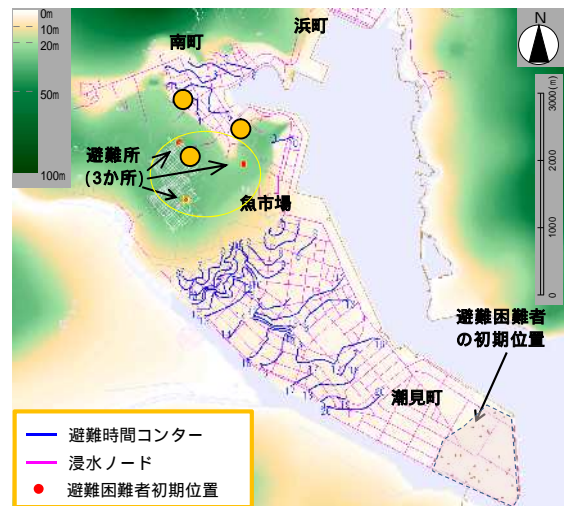 0m
10m
20m
50m
100m
浜町
南町
N
3000(m)
2000
1000
0
避難所
(3か所)
魚市場
避難困難者
の初期位置
潮見町
避難時間コンター
浸水ノード
避難困難者初期位置